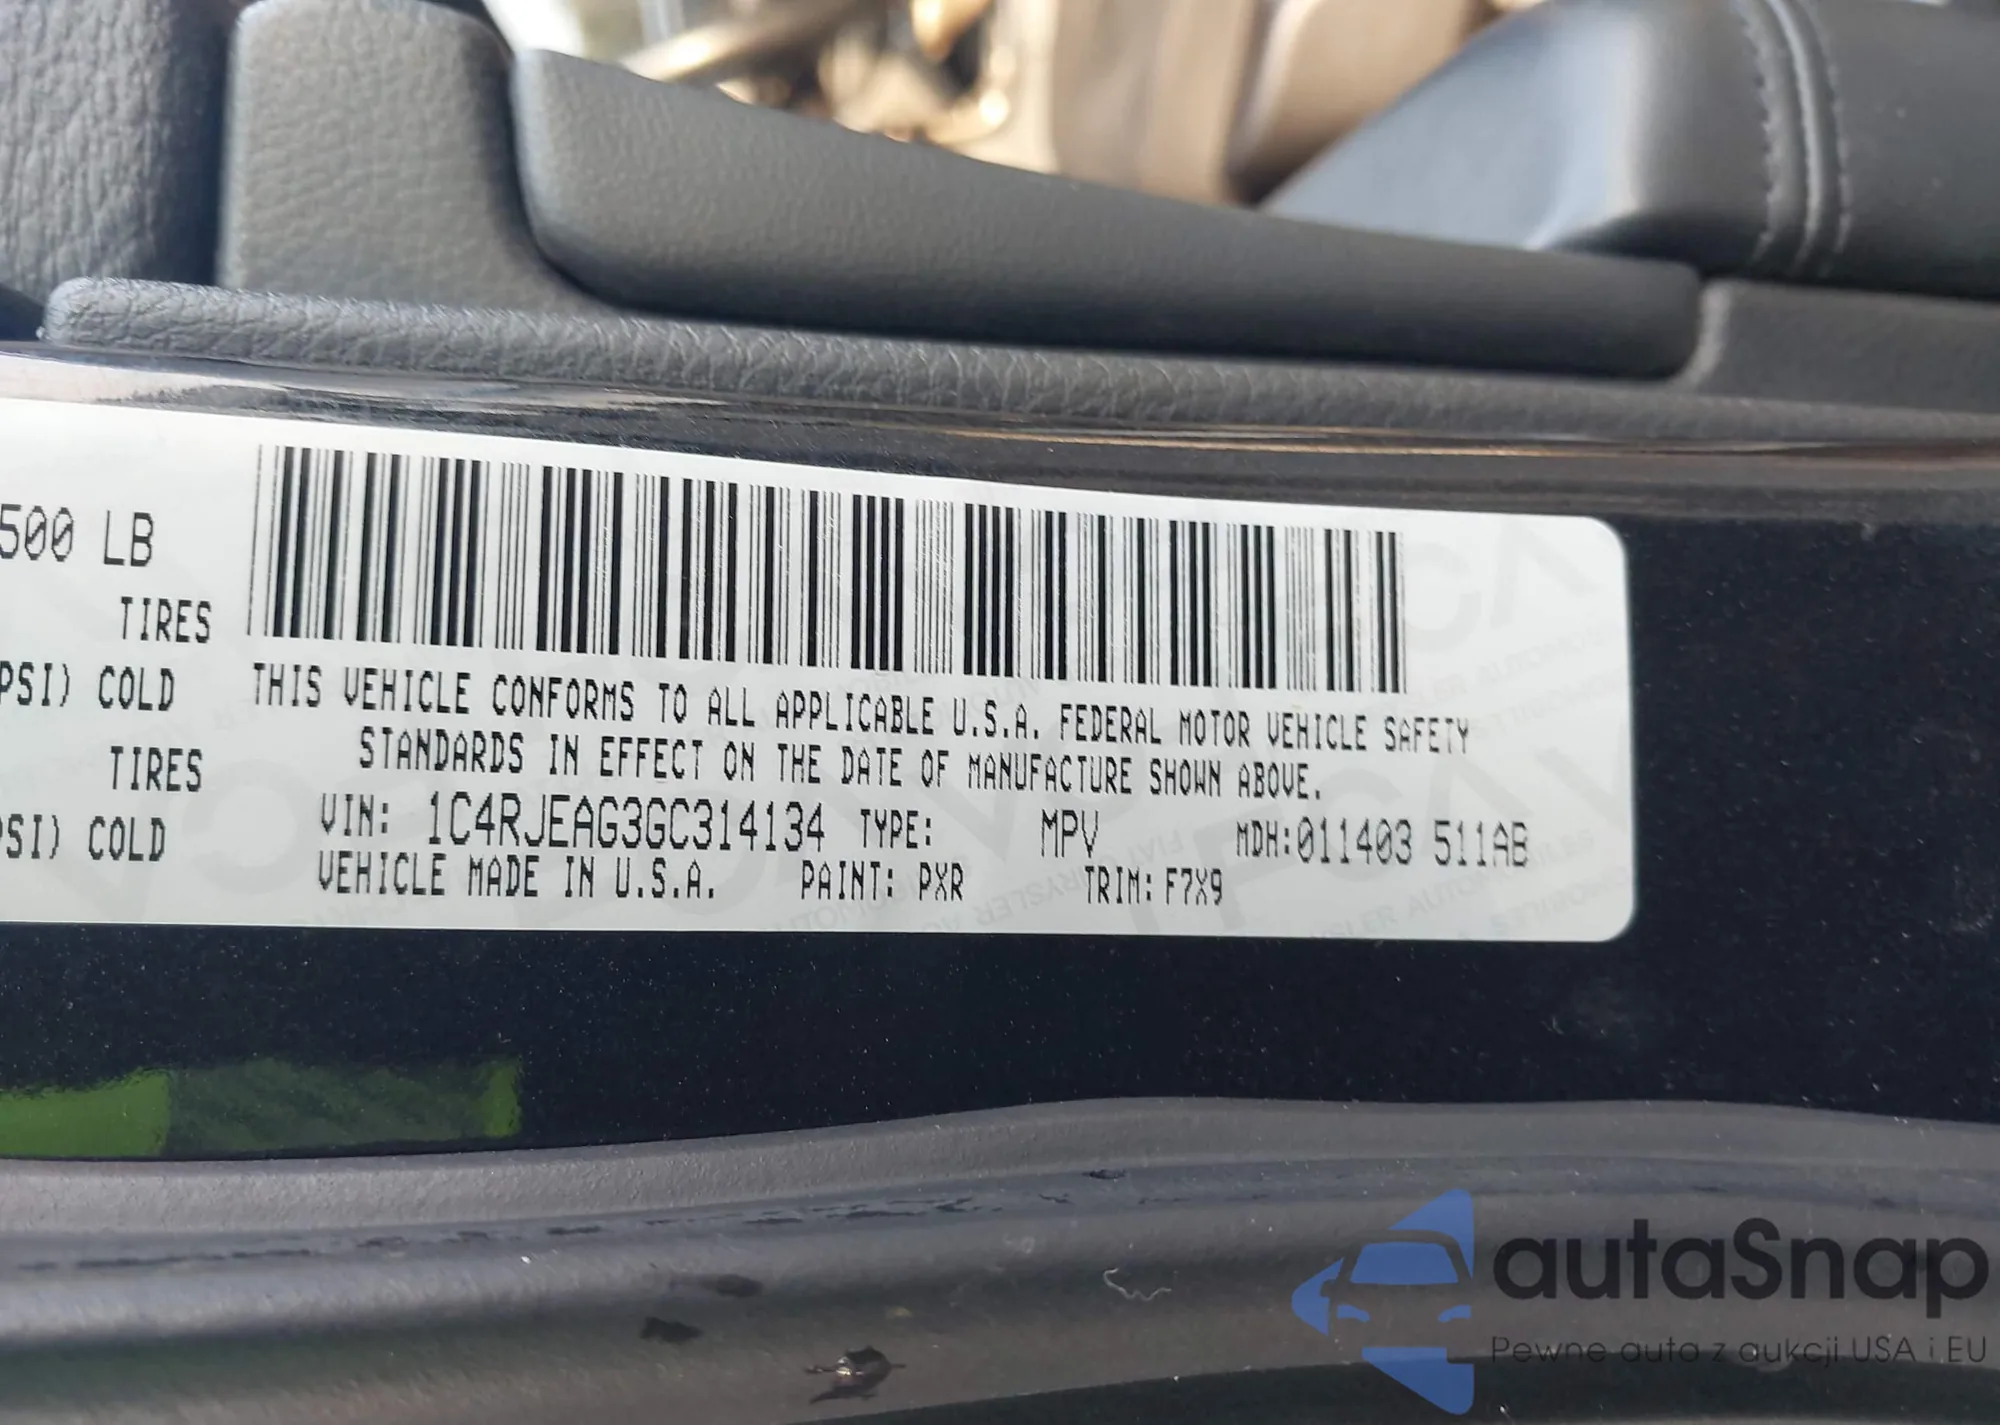 500 LB
TIRES
PSI) COLD
TIRES
PSI) COLD
THIS VEHICLE CONFORMS TO ALL APPLICABLE U.S.A. FEDERAL MOTOR VEHICLE SAFETY
STANDARDS IN EFFECT ON THE DATE OF MANUFACTURE SHOWN ABOVE.
VIN: 1C4RJEAG3GC314134 TYPE: MPV MDH:011403 511AB
VEHICLE MADE IN U.S.A. PAINT: PXR TRIM: F7X9
autaSnap
Pewne auta z aukcji USA i EU